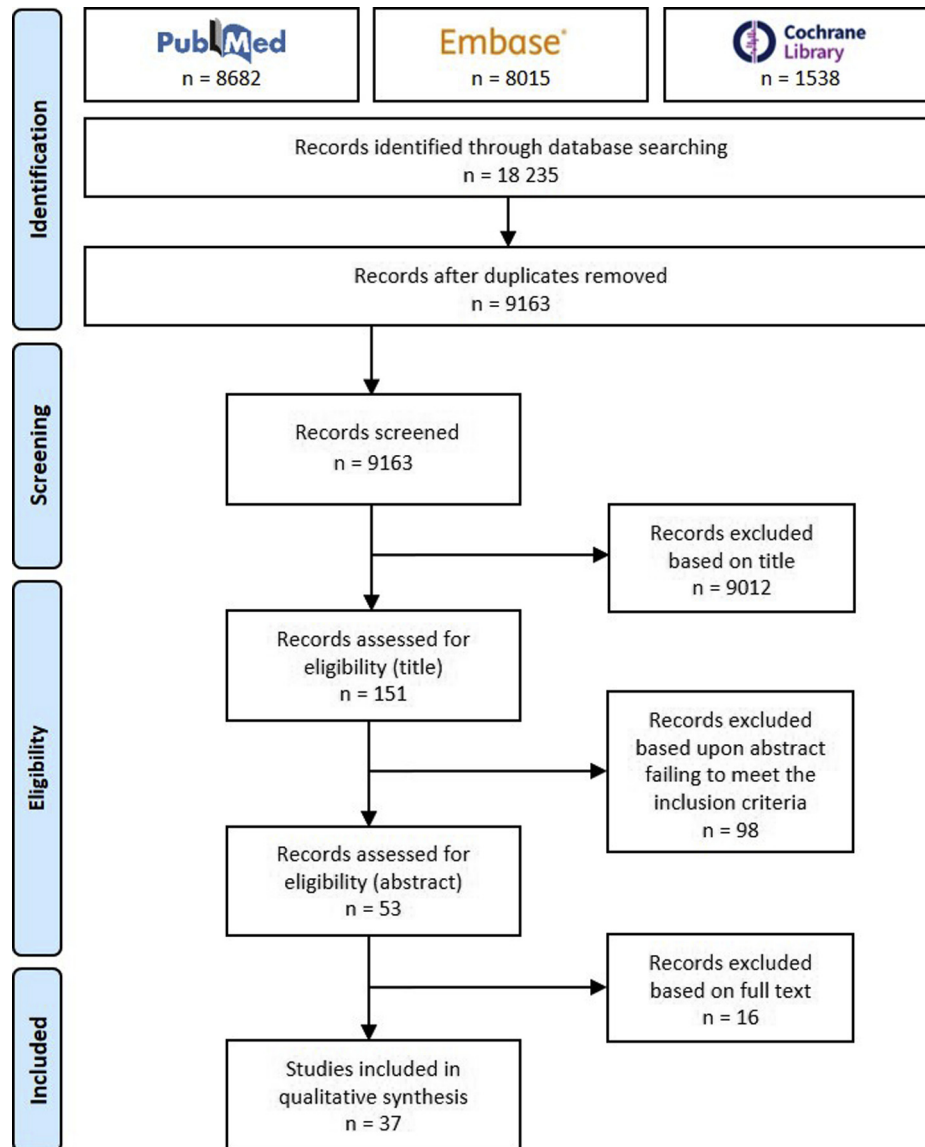 PubMed
n = 8682
Embase®
n = 8015
Cochrane
Library
n = 1538
Identification
Records identified through database searching
n = 18 235
Records after duplicates removed
n = 9163
Screening
Records screened
n = 9163
Records excluded
based on title
n = 9012
Eligibility
Records assessed for
eligibility (title)
n = 151
Records excluded
based upon abstract
failing to meet the
inclusion criteria
n = 98
Records assessed for
eligibility (abstract)
n = 53
Included
Records excluded
based on full text
n = 16
Studies included in
qualitative synthesis
n = 37